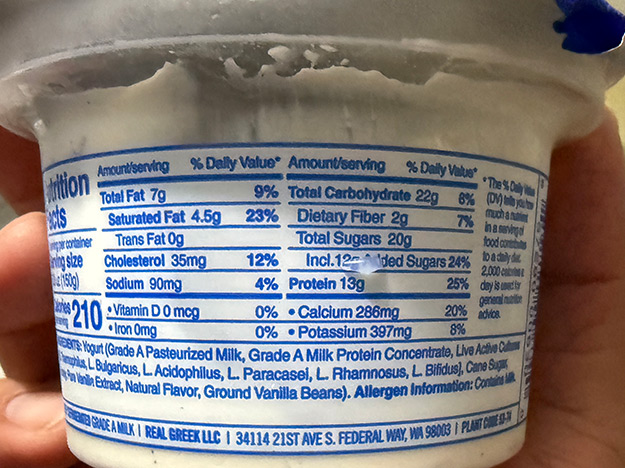 Nutrition
Facts
serving per container
serving size
(150g)
Calories
serving
210
Amount/serving % Daily Value*
Total Fat 7g 9%
Saturated Fat 4.5g 23%
Trans Fat 0g
Cholesterol 35mg 12%
Sodium 90mg 4%
• Vitamin D 0 mcg 0%
• Iron 0mg 0%
Amount/serving % Daily Value*
Total Carbohydrate 22g 8%
Dietary Fiber 2g 7%
Total Sugars 20g
Incl. 12g Added Sugars 24%
Protein 13g 25%
• Calcium 286mg 20%
• Potassium 397mg 8%
*The % Daily Value
(DV) tells you how
much a nutrient
in a serving of
food contributes
to a daily diet.
2,000 calories a
day is used for
general nutrition
advice.
INGREDIENTS: Yogurt (Grade A Pasteurized Milk, Grade A Milk Protein Concentrate, Live Active Cultures
Thermophilus, L. Bulgaricus, L. Acidophilus, L. Paracasei, L. Rhamnosus, L. Bifidus], Cane Sugar,
Pure Vanilla Extract, Natural Flavor, Ground Vanilla Beans). Allergen Information: Contains Milk.
GRADE A MILK | REAL GREEK LLC | 34114 21ST AVE S. FEDERAL WAY, WA 98003 | PLANT CODE 53-74